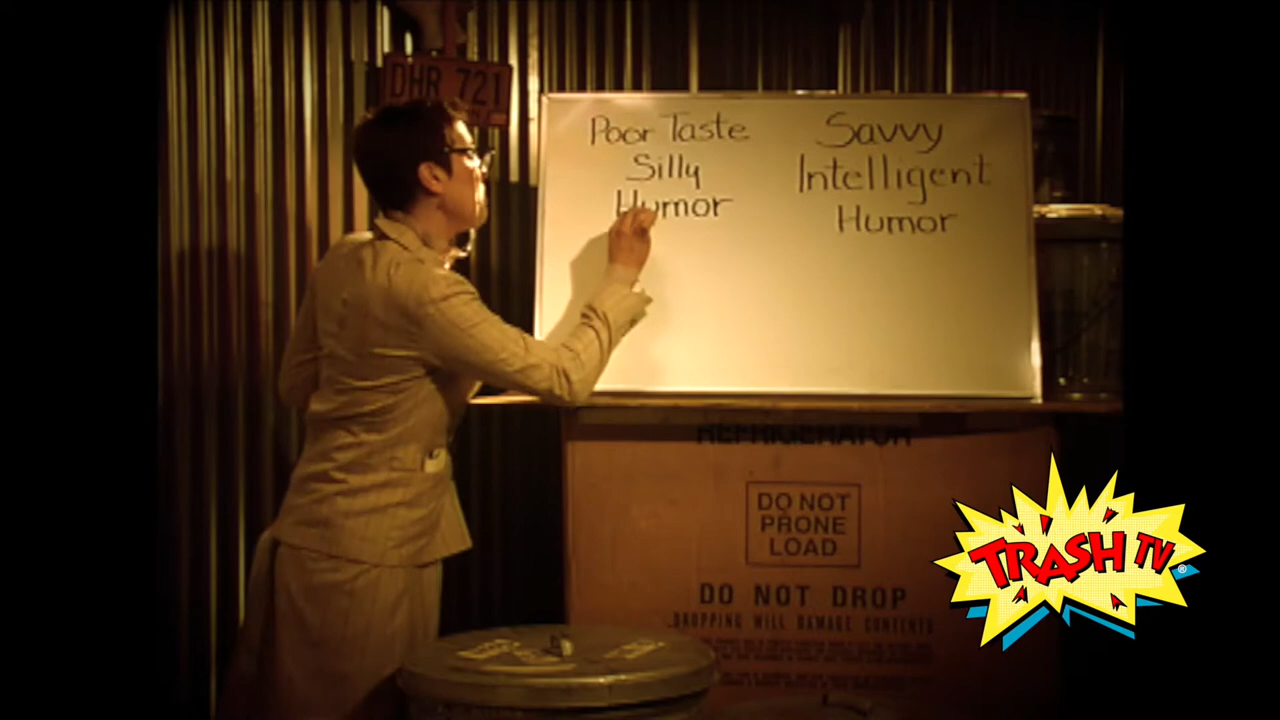 DHR 721
Poor Taste
Silly
Humor
Savvy
Intelligent
Humor
REFRIGERATOR
DO NOT
PRONE
LOAD
DO NOT DROP
DROPPING WILL DAMAGE CONTENTS
TRASH TV®